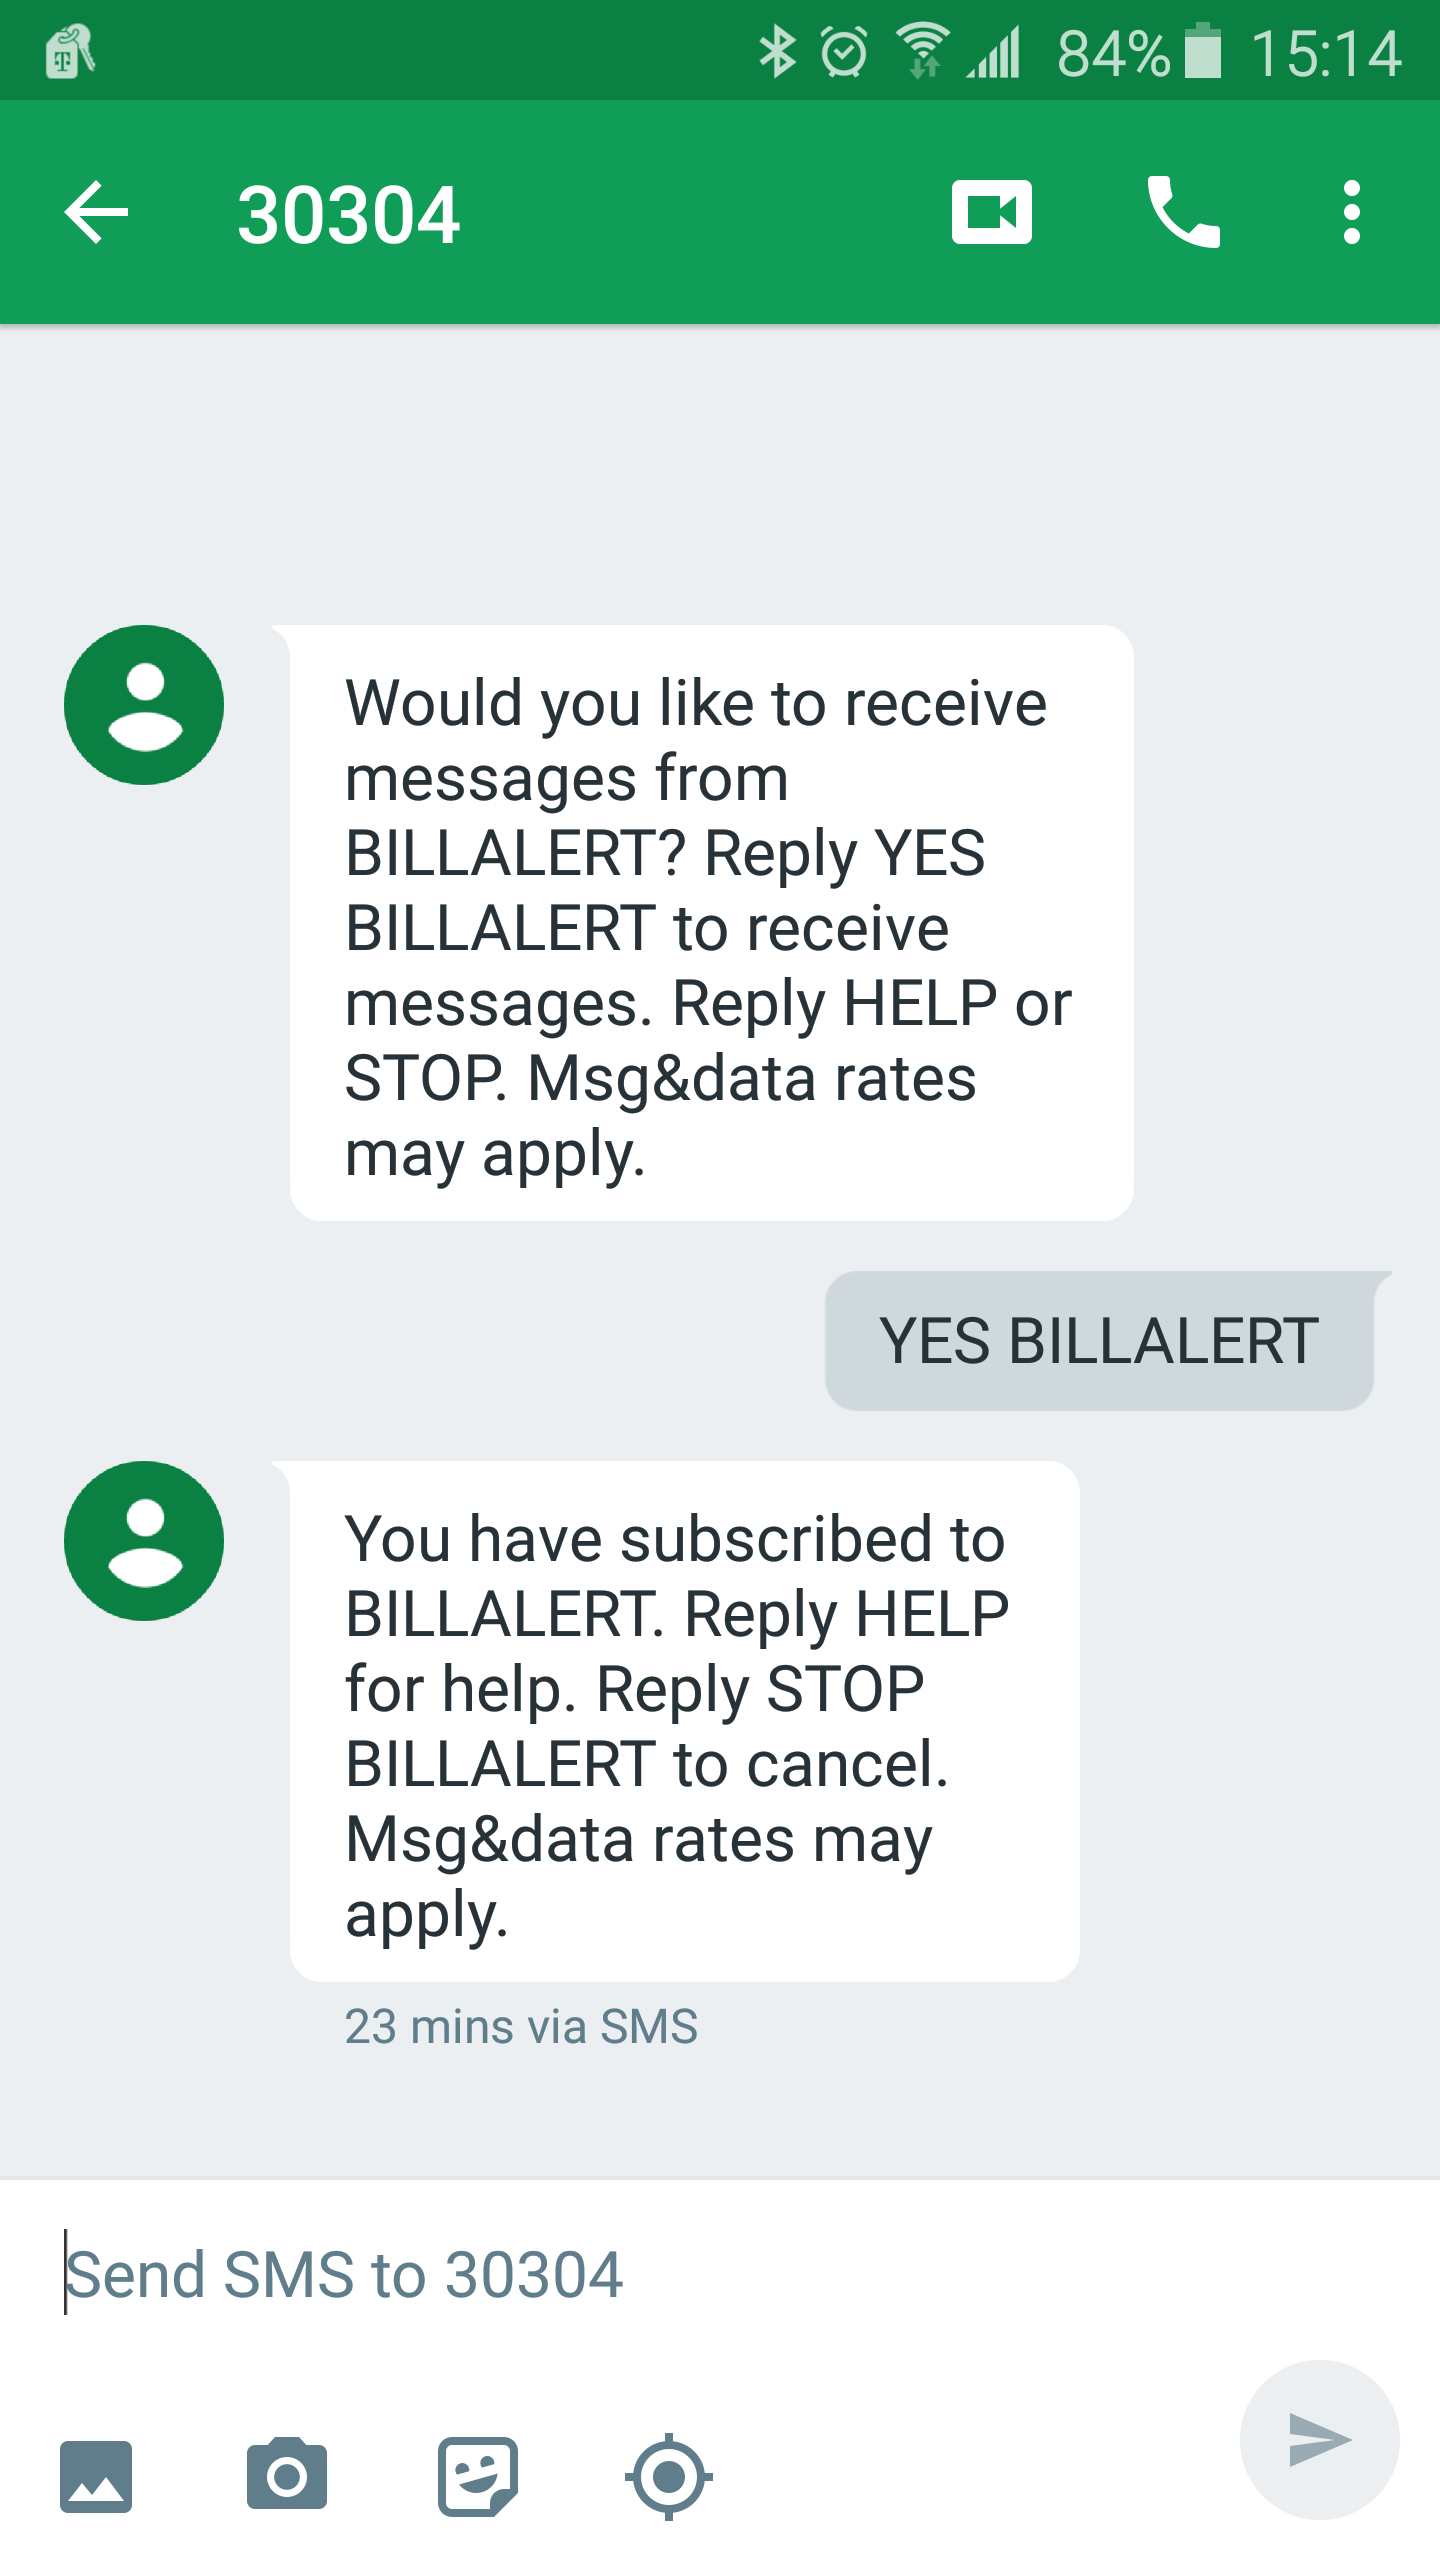 84% 15:14
30304
Would you like to receive
messages from
BILLALERT? Reply YES
BILLALERT to receive
messages. Reply HELP or
STOP. Msg&data rates
may apply.
YES BILLALERT
You have subscribed to
BILLALERT. Reply HELP
for help. Reply STOP
BILLALERT to cancel.
Msg&data rates may
apply.
23 mins via SMS
Send SMS to 30304